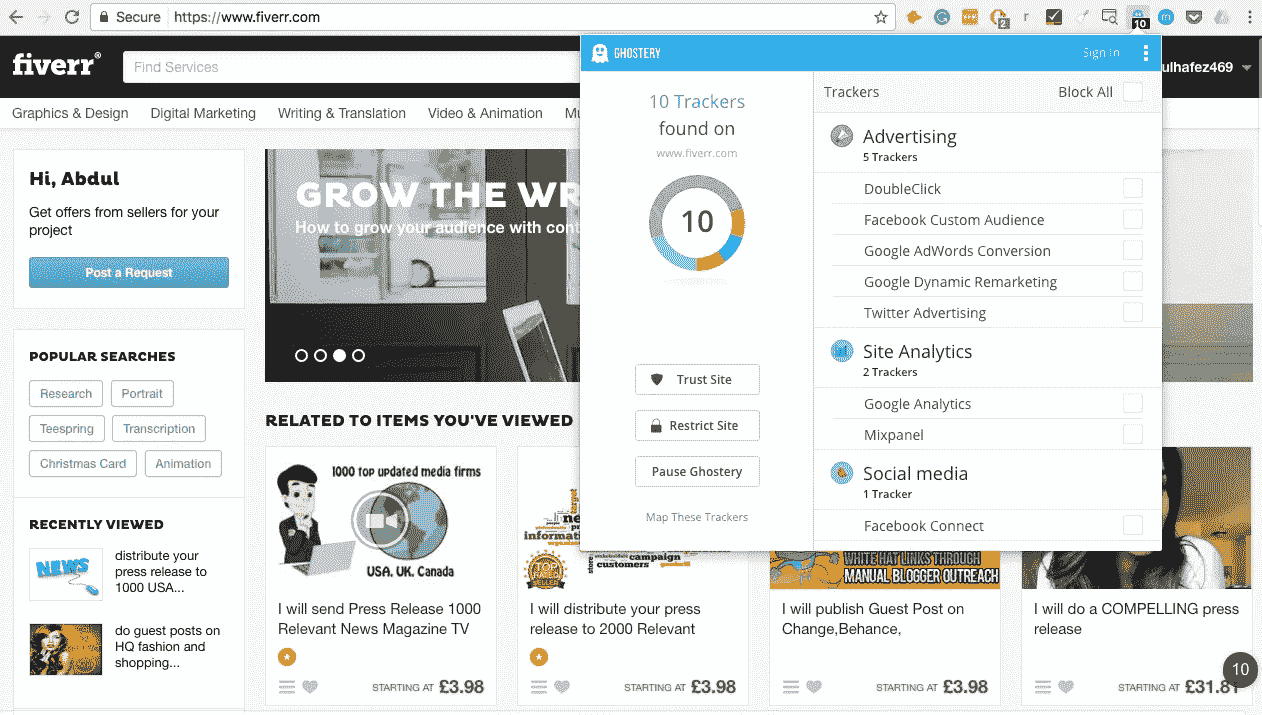 Secure
https://www.fiverr.com
2
10
fiverr®
Find Services
ulhafez469
Graphics & Design
Digital Marketing
Writing & Translation
Video & Animation
Mu
GHOSTERY
Sign In
10 Trackers
found on
www.fiverr.com
10
Trust Site
Restrict Site
Pause Ghostery
Map These Trackers
Trackers
Block All
Advertising
5 Trackers
DoubleClick
Facebook Custom Audience
Google AdWords Conversion
Google Dynamic Remarketing
Twitter Advertising
Site Analytics
2 Trackers
Google Analytics
Mixpanel
Social media
1 Tracker
Facebook Connect
Hi, Abdul
Get offers from sellers for your
project
Post a Request
GROW THE WR
How to grow your audience with cont
POPULAR SEARCHES
Research
Portrait
Teespring
Transcription
Christmas Card
Animation
RECENTLY VIEWED
NEWS
distribute your
press release to
1000 USA...
do guest posts on
HQ fashion and
shopping...
RELATED TO ITEMS YOU'VE VIEWED
1000 top updated media firms
USA, UK, Canada
I will send Press Release 1000
Relevant News Magazine TV
STARTING AT £3.98
target
campaign
customers
TOP
RATED
SELLER
I will distribute your press
release to 2000 Relevant
STARTING AT £3.98
WHITE HAT LINKS THROUGH
MANUAL BLOGGER OUTREACH
I will publish Guest Post on
Change,Behance,
STARTING AT £3.98
I will do a COMPELLING press
release
STARTING AT £31.81
10